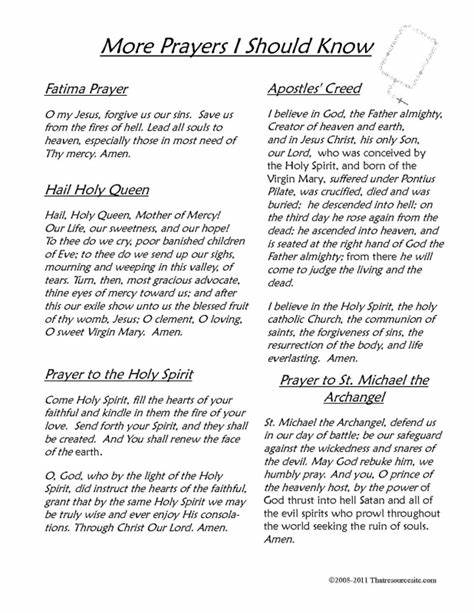 More Prayers I Should Know
Fatima Prayer
O my Jesus, forgive us our sins. Save us
from the fires of hell. Lead all souls to
heaven, especially those in most need of
Thy mercy. Amen.
Hail Holy Queen
Hail, Holy Queen, Mother of Mercy!
Our Life, our sweetness, and our hope!
To thee do we cry, poor banished children
of Eve; to thee do we send up our sighs,
mourning and weeping in this valley, of
tears. Turn, then, most gracious advocate,
thine eyes of mercy toward us; and after
this our exile show unto us the blessed fruit
of thy womb, Jesus; O clement, O loving,
O sweet Virgin Mary. Amen.
Prayer to the Holy Spirit
Come Holy Spirit, fill the hearts of your
faithful and kindle in them the fire of your
love. Send forth your Spirit, and they shall
be created. And You shall renew the face
of the earth.
O, God, who by the light of the Holy
Spirit, did instruct the hearts of the faithful,
grant that by the same Holy Spirit we may
be truly wise and ever enjoy His consola-
tions. Through Christ Our Lord. Amen.
Apostles' Creed
I believe in God, the Father almighty,
Creator of heaven and earth,
and in Jesus Christ, his only Son,
our Lord, who was conceived by
the Holy Spirit, and born of the
Virgin Mary, suffered under Pontius
Pilate, was crucified, died and was
buried; he descended into hell; on
the third day he rose again from the
dead; he ascended into heaven, and
is seated at the right hand of God the
Father almighty; from there he will
come to judge the living and the
dead.
I believe in the Holy Spirit, the holy
catholic Church, the communion of
saints, the forgiveness of sins, the
resurrection of the body, and life
everlasting. Amen.
Prayer to St. Michael the
Archangel
St. Michael the Archangel, defend us
in our day of battle; be our safeguard
against the wickedness and snares of
the devil. May God rebuke him, we
humbly pray. And you, O prince of
the heavenly host, by the power of
God thrust into hell Satan and all of
the evil spirits who prowl throughout
the world seeking the ruin of souls.
Amen.
©2008-2011 Thatresourcesite.com